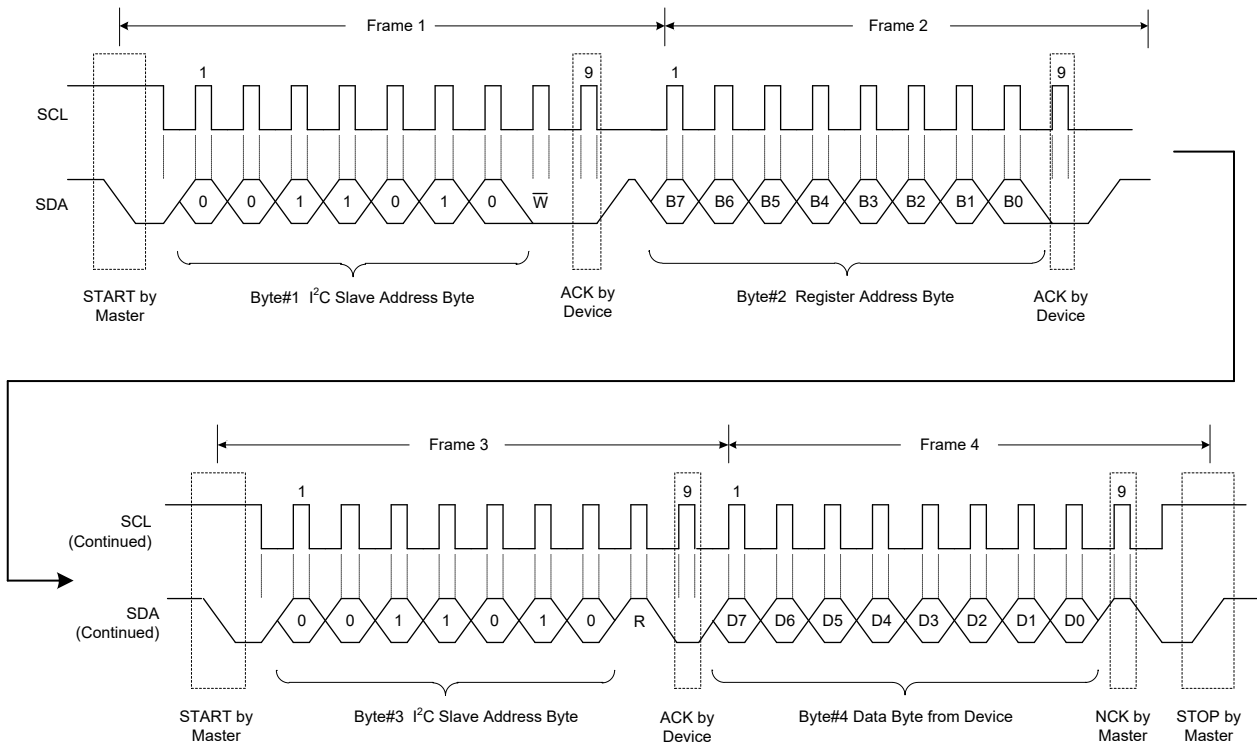 Frame 1 Frame 2
1 9 1 9
SCL
SDA 0 0 1 1 0 1 0 W̅ B7 B6 B5 B4 B3 B2 B1 B0
START by
Master
Byte#1 I²C Slave Address Byte
ACK by
Device
Byte#2 Register Address Byte
ACK by
Device
Frame 3 Frame 4
1 9 1 9
SCL
(Continued)
SDA
(Continued)
0 0 1 1 0 1 0 R D7 D6 D5 D4 D3 D2 D1 D0
START by
Master
Byte#3 I²C Slave Address Byte
ACK by
Device
Byte#4 Data Byte from Device
NCK by
Master
STOP by
Master